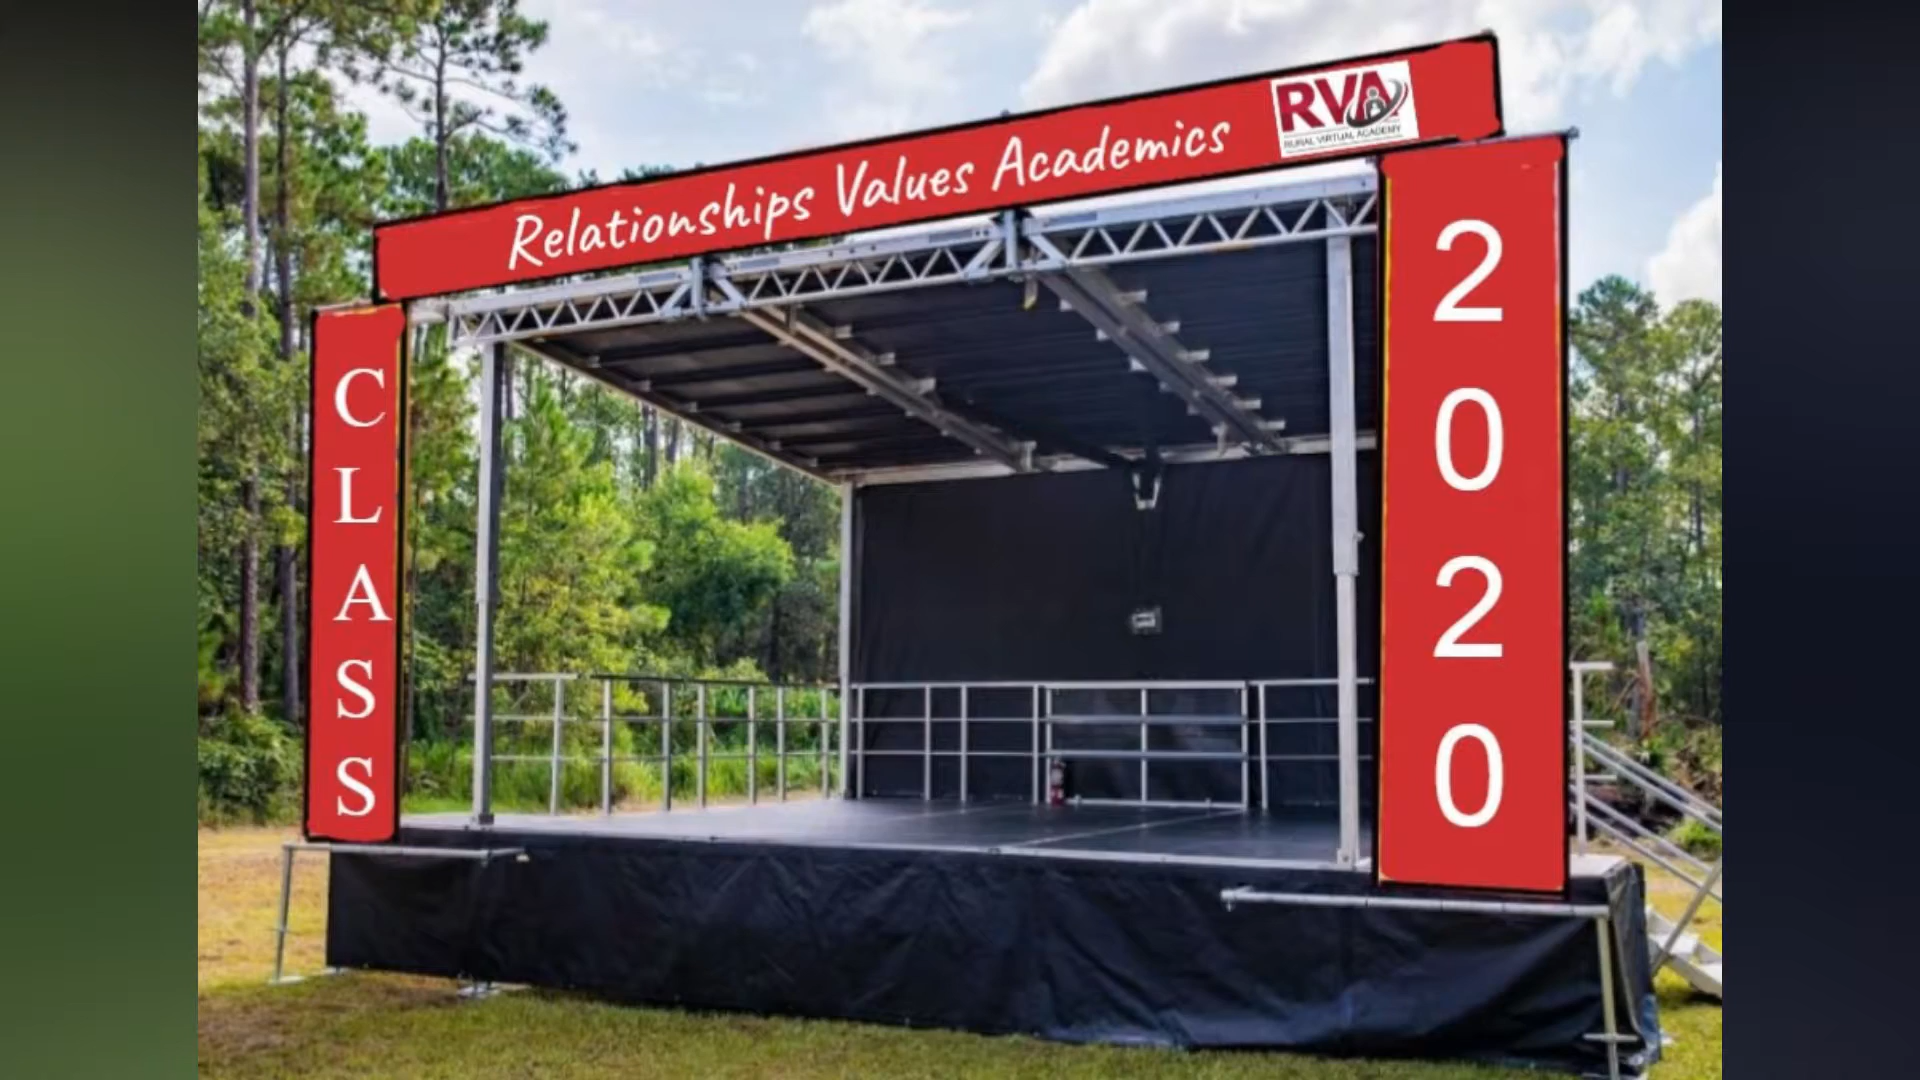 Relationships Values Academics
RVA
RURAL VIRTUAL ACADEMY
CLASS
2020